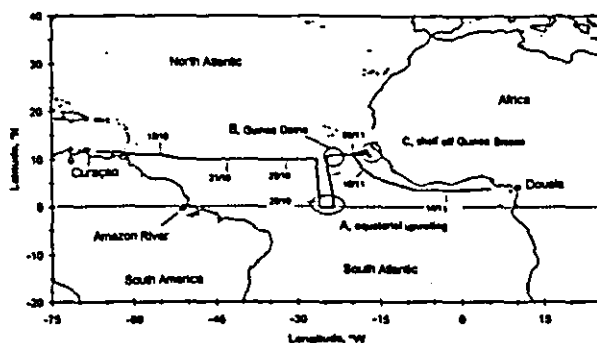 40
30
20
10
0
-10
-20
Latitude, °N
North Atlantic
Africa
B, Guinea Dome
C, shelf off Guinea Bissau
Curaçao
Douala
Amazon River
A, equatorial upwelling
South America
South Atlantic
-75
-60
-45
-30
-15
0
15
Longitude, °W